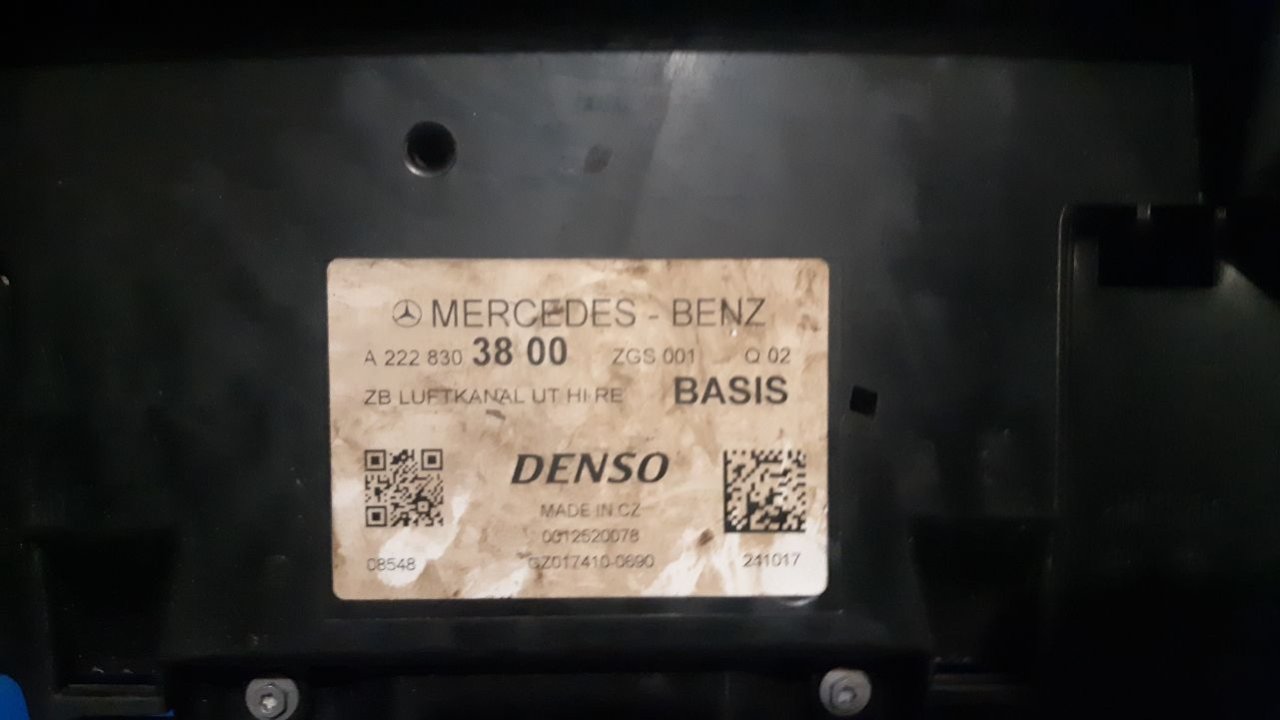 MERCEDES - BENZ
A 222 830 38 00 ZGS 001 Q 02
ZB LUFTKANAL UT HI RE BASIS
DENSO
MADE IN CZ
0012520078
08548 CZ017410-0690 241017